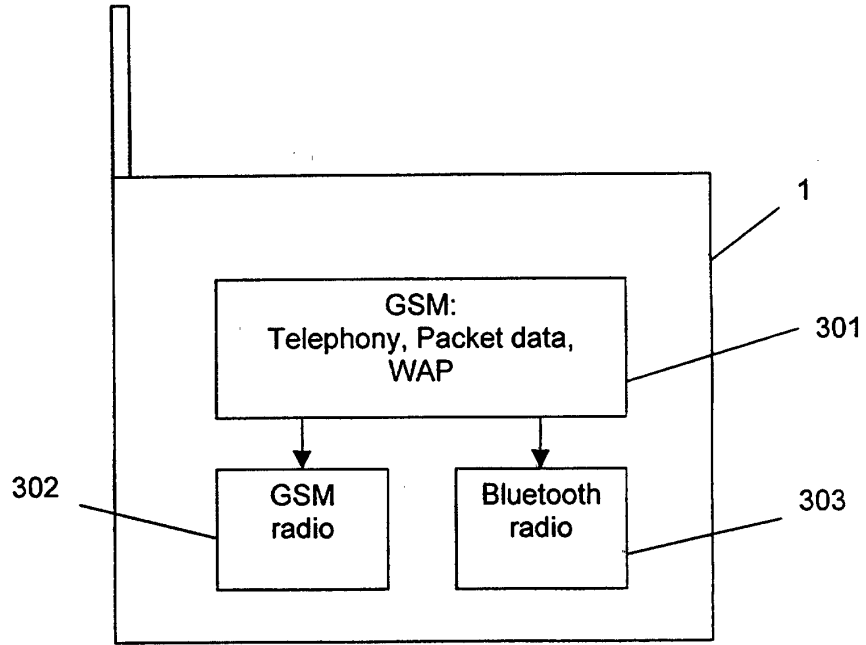 1
GSM:
Telephony, Packet data,
WAP
301
302
GSM
radio
Bluetooth
radio
303